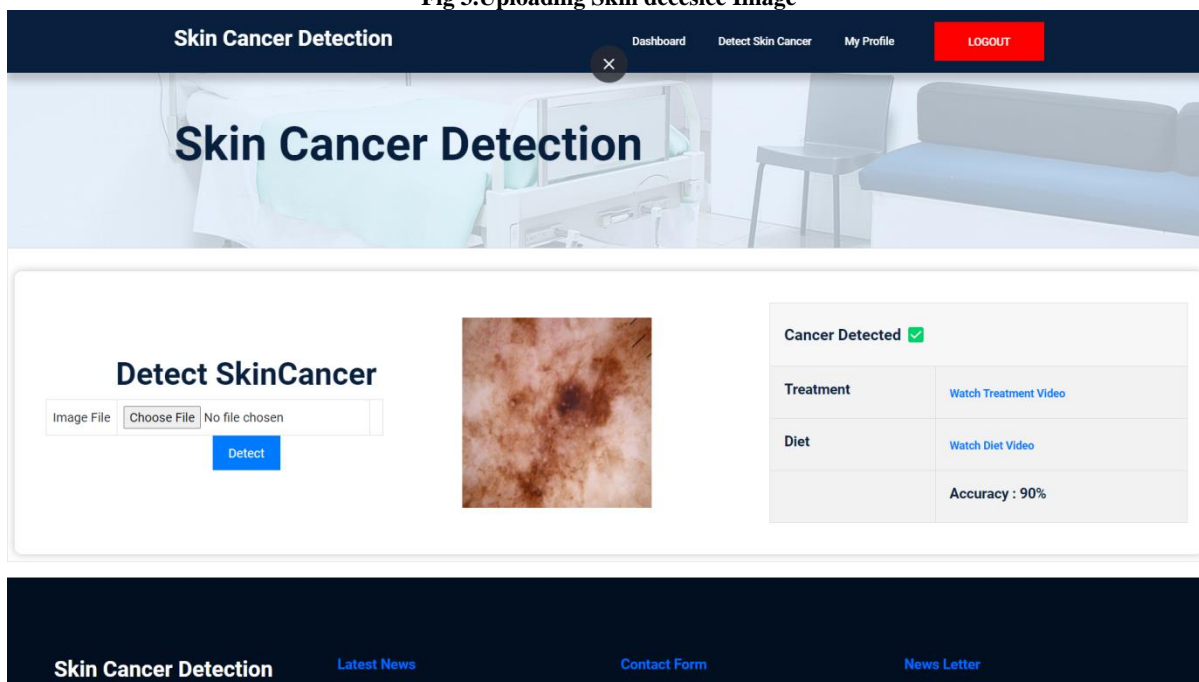 Fig 3.Uploading Skin decesice Image
Skin Cancer Detection
Dashboard
Detect Skin Cancer
My Profile
LOGOUT
Skin Cancer Detection
Detect SkinCancer
Image File Choose File No file chosen
Detect
Cancer Detected
Treatment Watch Treatment Video
Diet Watch Diet Video
Accuracy : 90%
Skin Cancer Detection
Latest News
Contact Form
News Letter